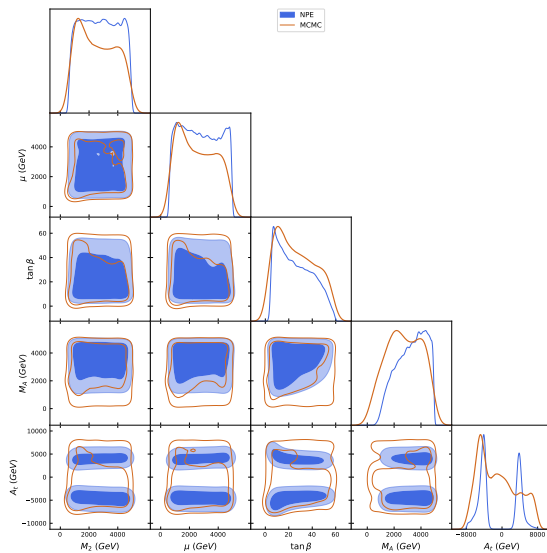 NPE
MCMC
μ (GeV)
4000
2000
0
tan β
60
40
20
0
M_A (GeV)
4000
2000
0
A_t (GeV)
10000
5000
0
−5000
−10000
0 2000 4000
M_2 (GeV)
0 2000 4000
μ (GeV)
0 20 40 60
tan β
0 2000 4000
M_A (GeV)
−8000 0 8000
A_t (GeV)